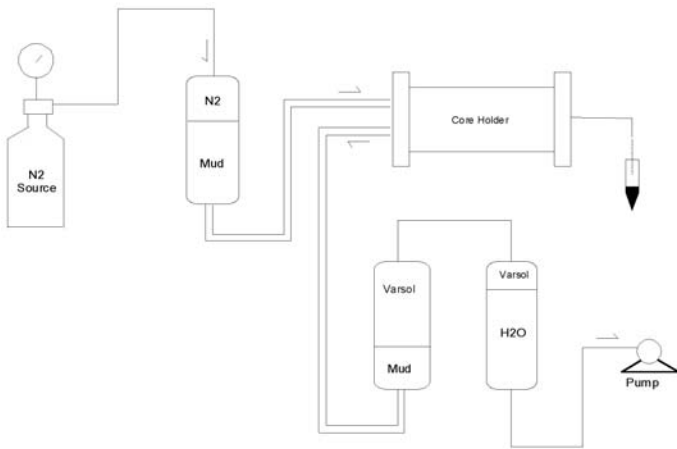 N2
Source
N2
Mud
Core Holder
Varsol
Mud
Varsol
H2O
Pump